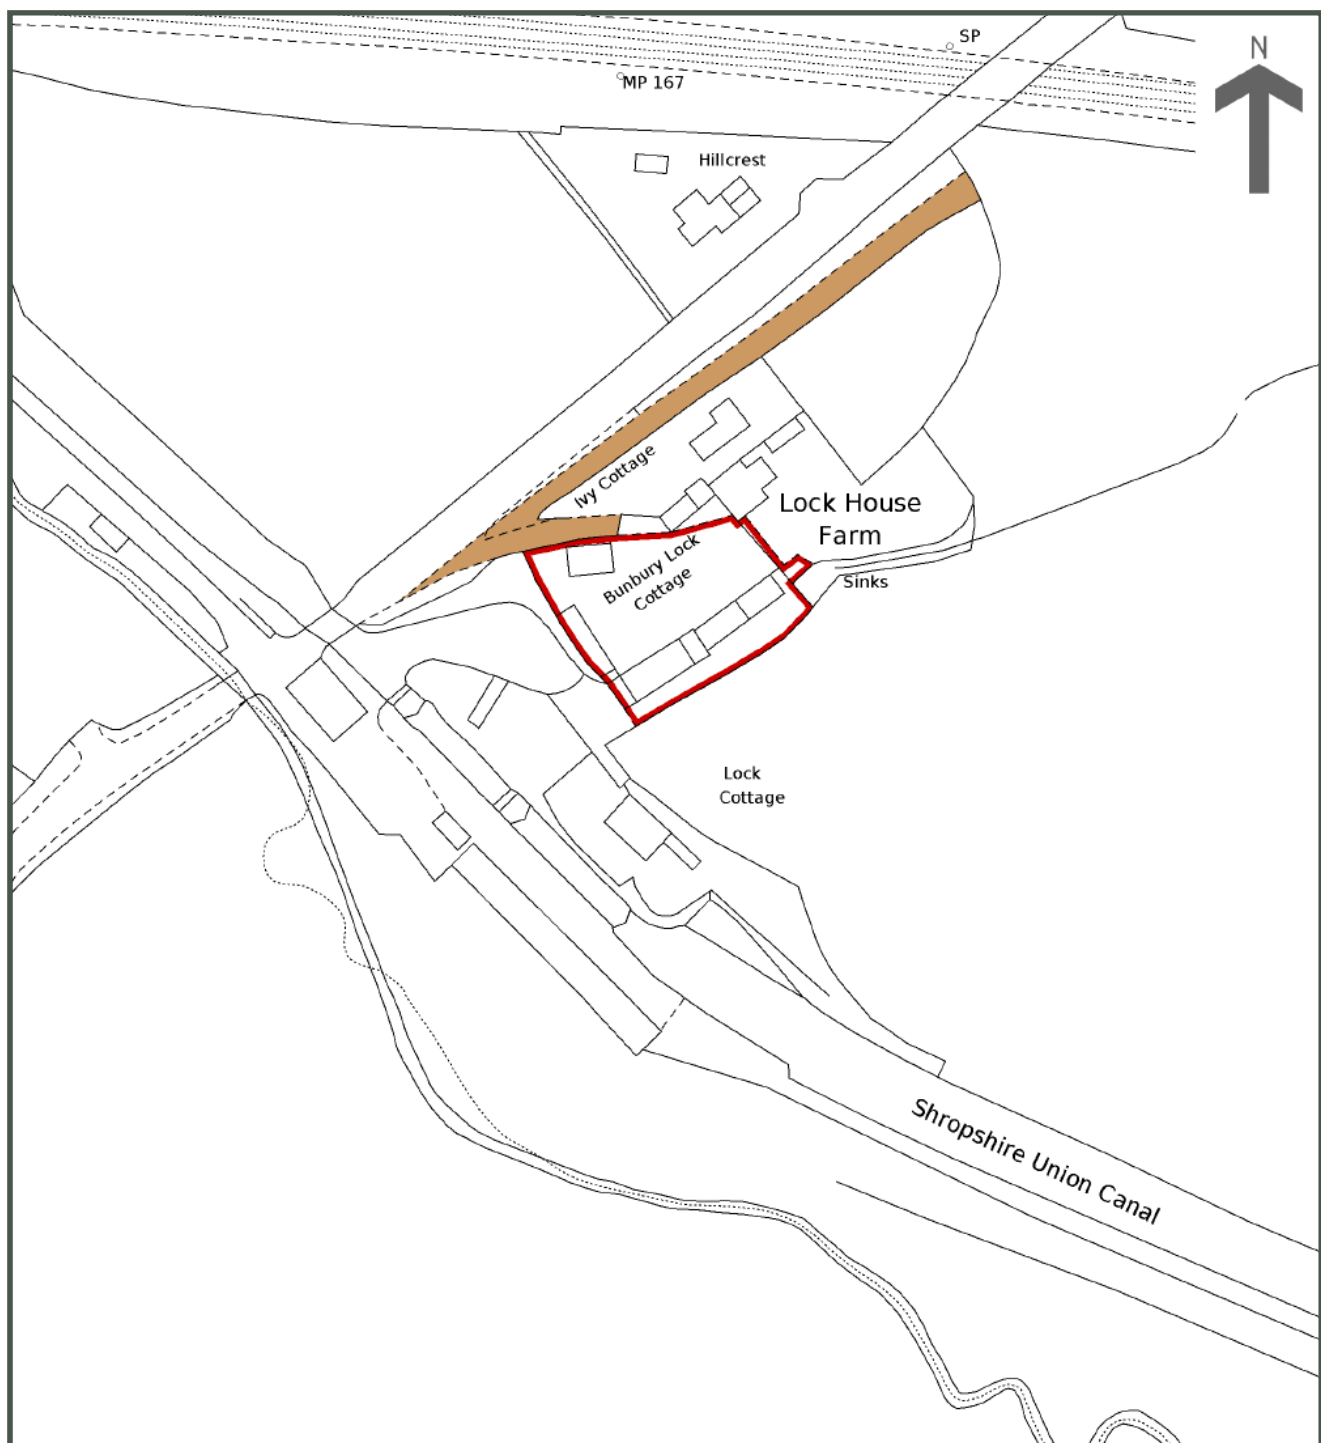 SP
N
MP 167
Hillcrest
Ivy Cottage
Lock House
Farm
Bunbury Lock
Cottage
Sinks
Lock
Cottage
Shropshire Union Canal